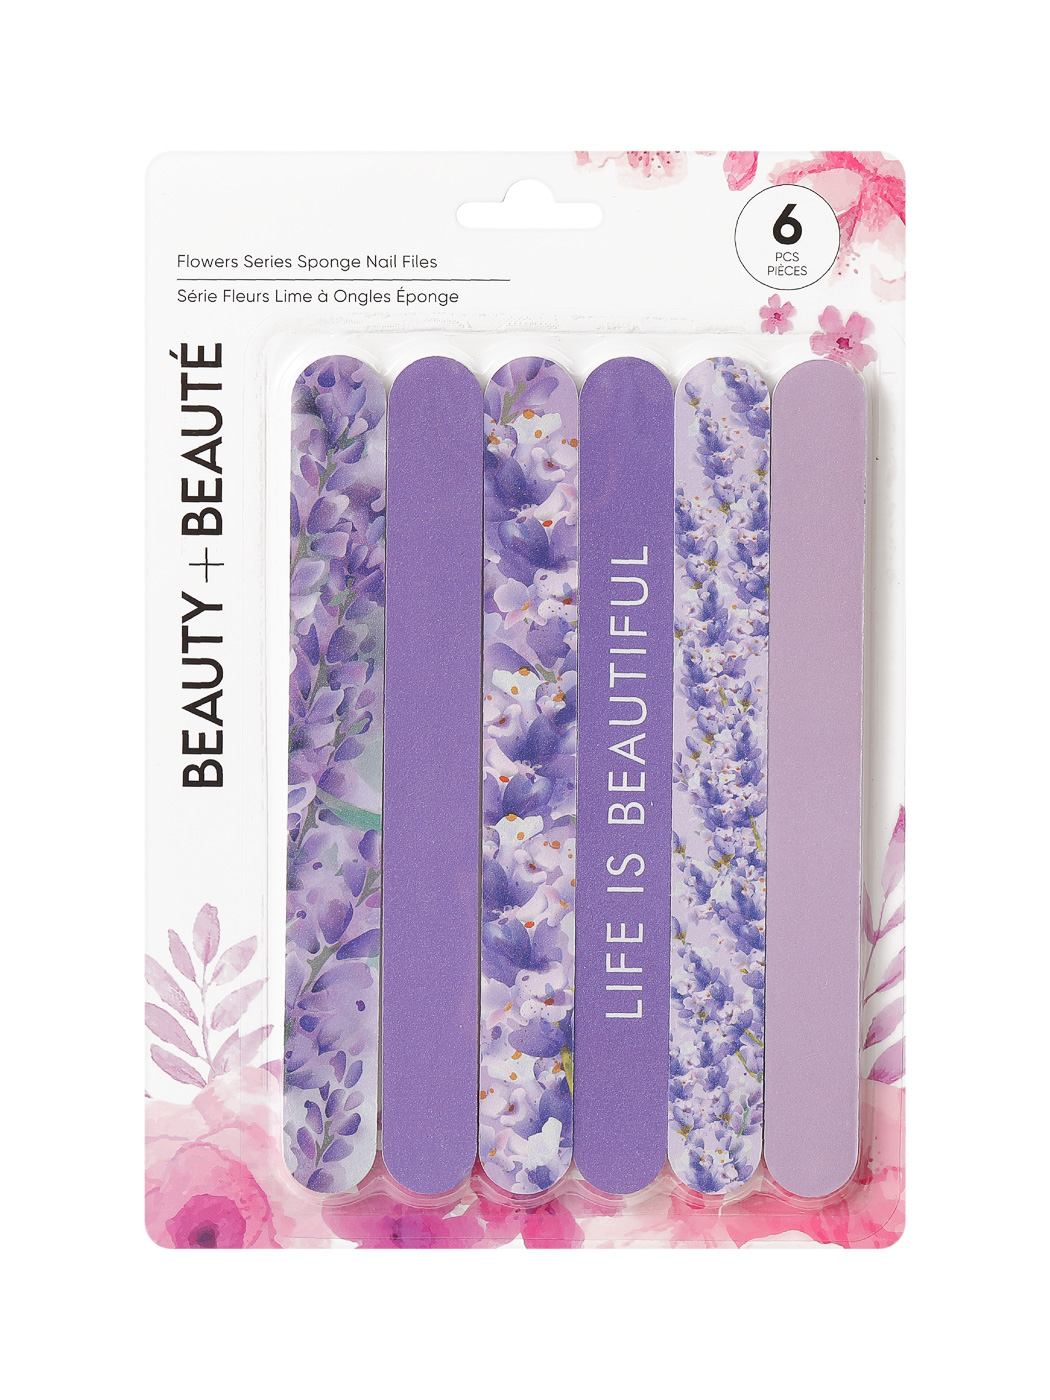 6
PCS
PIÈCES
Flowers Series Sponge Nail Files
Série Fleurs Lime à Ongles Éponge
BEAUTY + BEAUTÉ
LIFE IS BEAUTIFUL